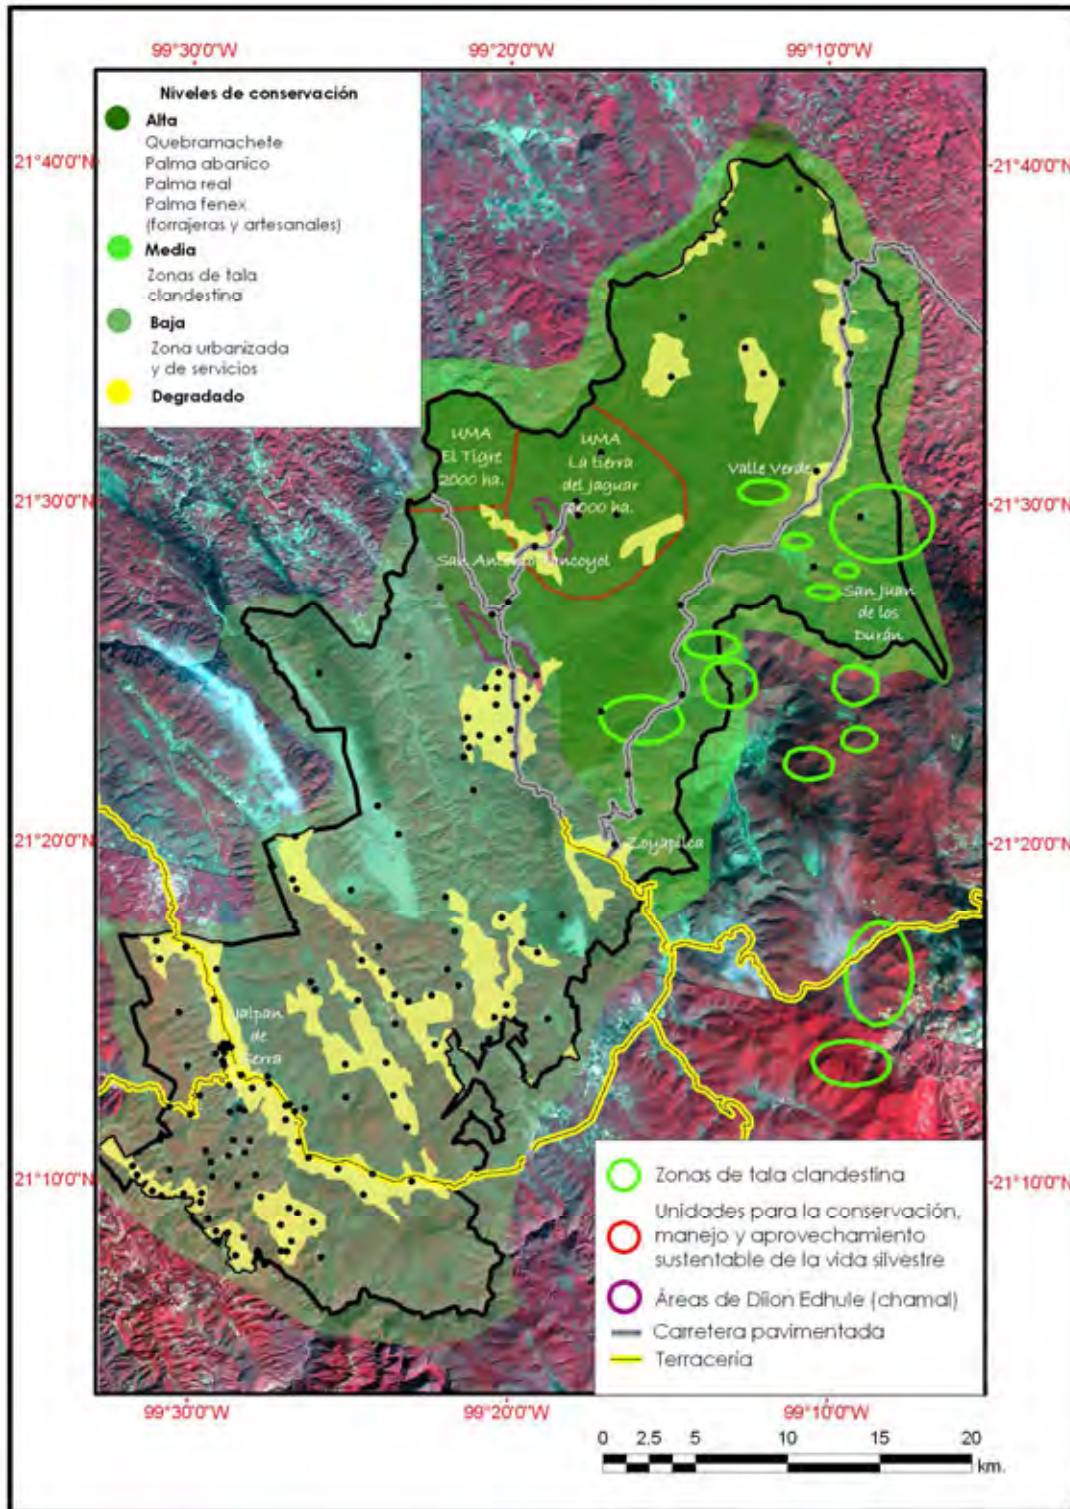 99°30'0"W 99°20'0"W 99°10'0"W
Niveles de conservación
Alta
Quebramachete
Palma abanico
Palma real
Palma fenex
(forrajeras y artesanales)
Media
Zonas de tala
clandestina
Baja
Zona urbanizada
y de servicios
Degradado
21°40'0"N 21°40'0"N
UMA
El Tigre
2000 ha.
UMA
La tierra
del Jaguar
ha.
Valle Verde
21°30'0"N 21°30'0"N
San Antonio Tancoyol
San Juan
de los
Durán
21°20'0"N 21°20'0"N
Zoyapilca
Jalpan
de
Serra
21°10'0"N 21°10'0"N
Zonas de tala clandestina
Unidades para la conservación,
manejo y aprovechamiento
sustentable de la vida silvestre
Áreas de Diion Edhule (chamal)
Carretera pavimentada
Terracería
99°30'0"W 99°20'0"W 99°10'0"W
0 2.5 5 10 15 20
km.